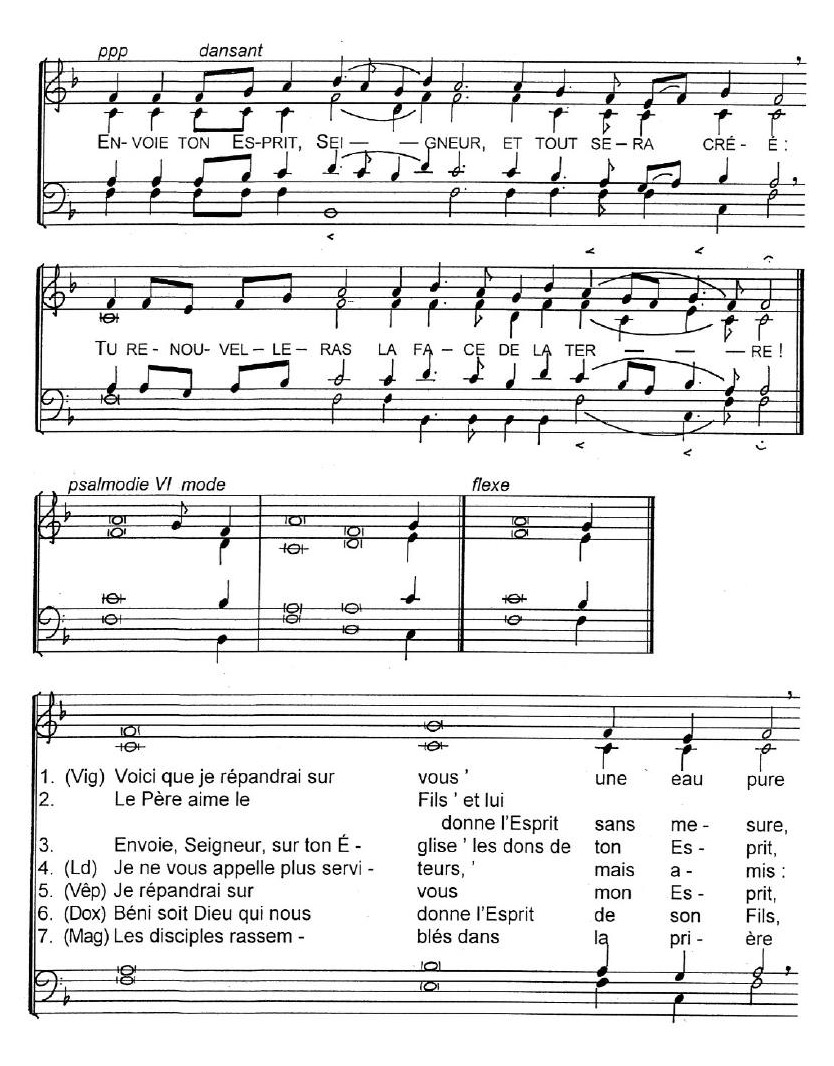 ppp dansant
EN-VOIE TON ES-PRIT, SEI — —GNEUR, ET TOUT SE–RA CRÉ-É :
TU RE-NOU-VEL–LE–RAS LA FA–CE DE LA TER — — —RE !
psalmodie VI mode flexe
1. (Vig) Voici que je répandrai sur vous ' une eau pure
2. Le Père aime le Fils ' et lui
donne l'Esprit sans me - sure,
3. Envoie, Seigneur, sur ton É - glise ' les dons de ton Es - prit,
4. (Ld) Je ne vous appelle plus servi - teurs, ' mais a - mis :
5. (Vêp) Je répandrai sur vous mon Es - prit,
6. (Dox) Béni soit Dieu qui nous donne l'Esprit de son Fils,
7. (Mag) Les disciples rassem - blés dans la pri - ère